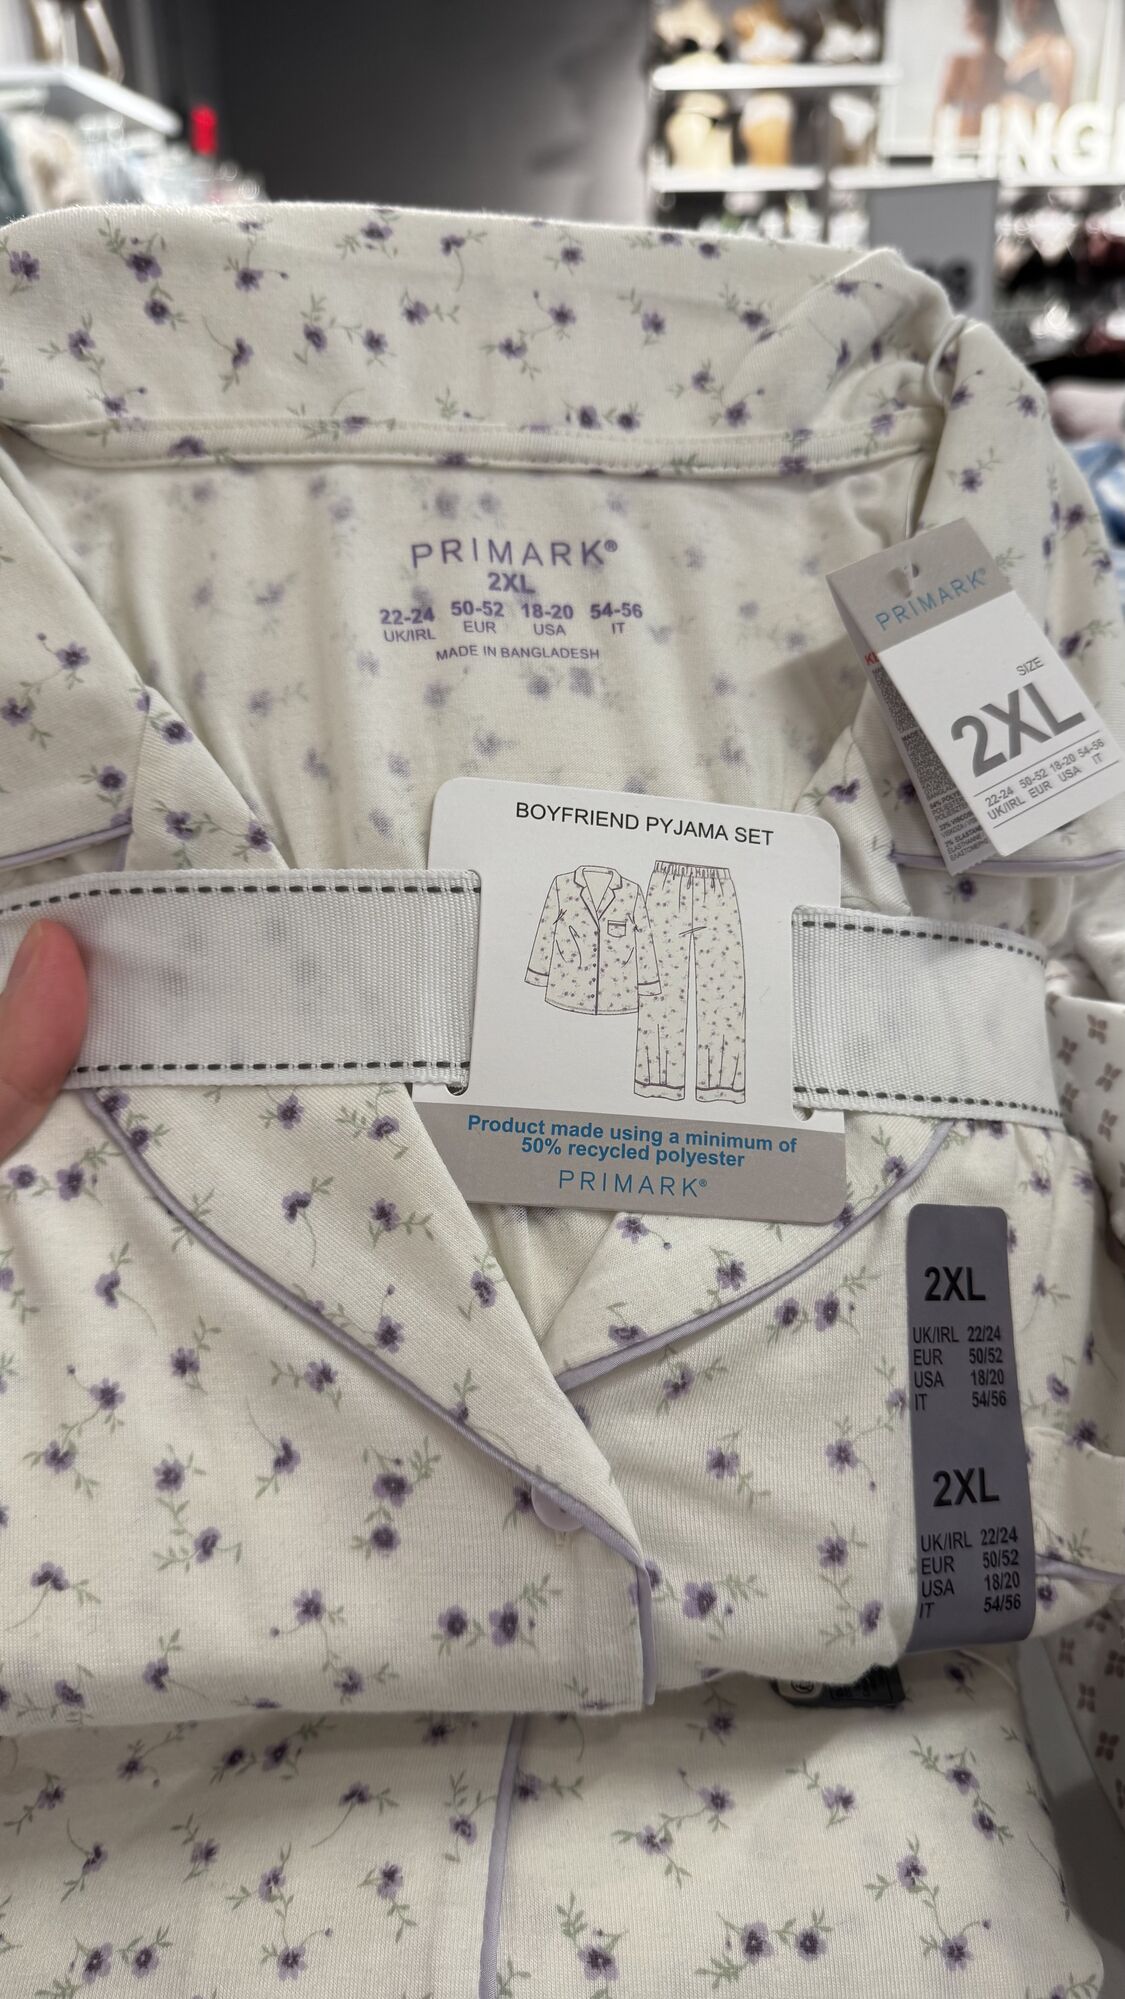 LING
PRIMARK®
2XL
22-24 50-52 18-20 54-56
UK/IRL EUR USA IT
MADE IN BANGLADESH
PRIMARK®
SIZE
2XL
22-24 50-52 18-20 54-56
UK/IRL EUR USA IT
BOYFRIEND PYJAMA SET
Product made using a minimum of
50% recycled polyester
PRIMARK®
2XL
UK/IRL 22/24
EUR 50/52
USA 18/20
IT 54/56
2XL
UK/IRL 22/24
EUR 50/52
USA 18/20
IT 54/56